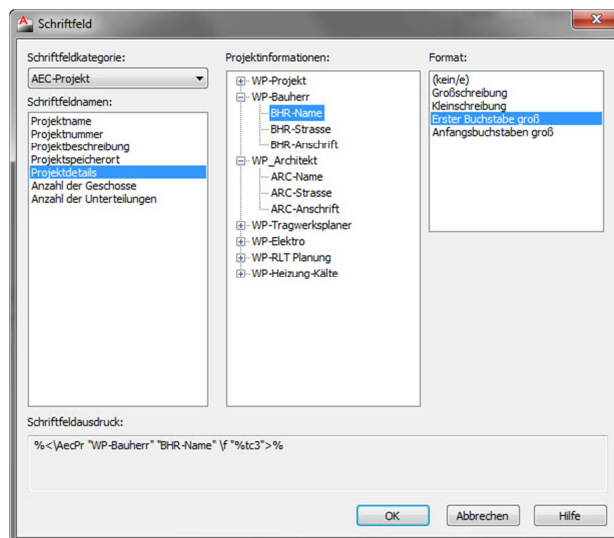 Schriftfeld
Schriftfeldkategorie:
AEC-Projekt
Schriftfeldnamen:
Projektname
Projektnummer
Projektbeschreibung
Projektspeicherort
Projektdetails
Anzahl der Geschosse
Anzahl der Unterteilungen
Projektinformationen:
WP-Projekt
WP-Bauherr
BHR-Name
BHR-Strasse
BHR-Anschrift
WP_Architekt
ARC-Name
ARC-Strasse
ARC-Anschrift
WP-Tragwerksplaner
WP-Elektro
WP-RLT Planung
WP-Heizung-Kälte
Format:
(kein/e)
Großschreibung
Kleinschreibung
Erster Buchstabe groß
Anfangsbuchstaben groß
Schriftfeldausdruck:
%<\AecPr "WP-Bauherr" "BHR-Name" \f "%tc3">%
OK
Abbrechen
Hilfe